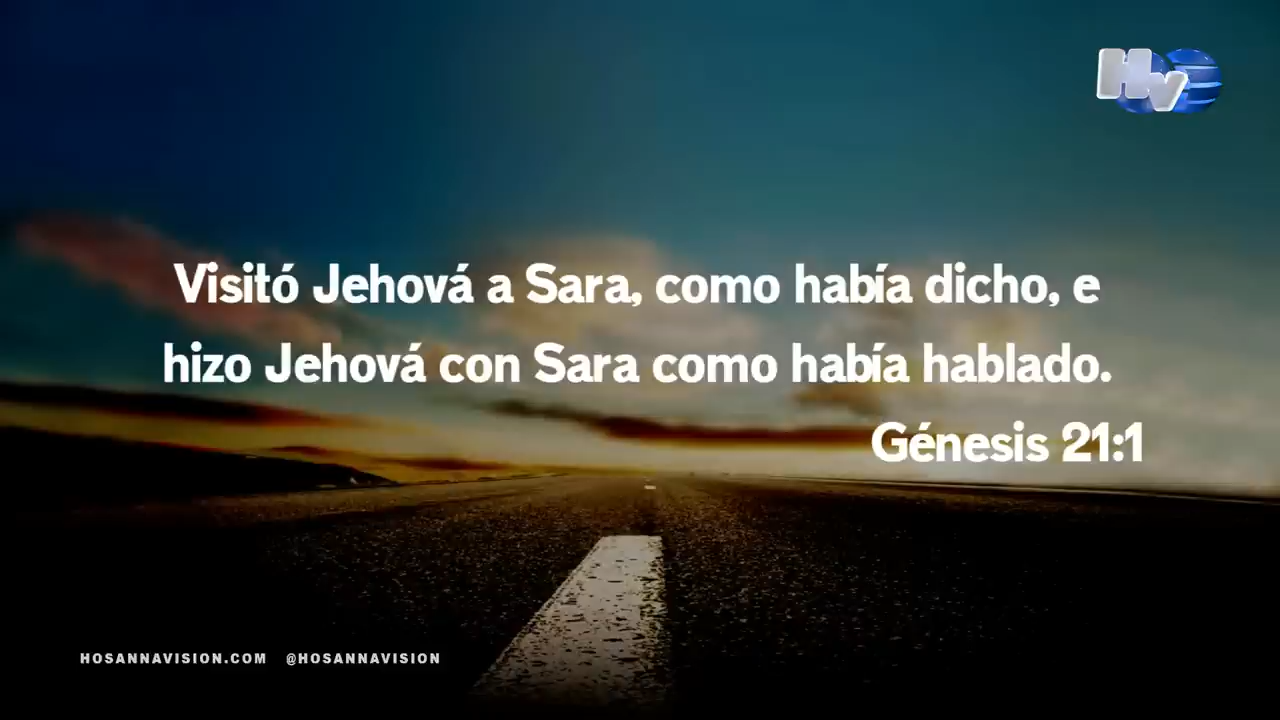 HV
Visitó Jehová a Sara, como había dicho, e
hizo Jehová con Sara como había hablado.
Génesis 21:1
HOSANNAVISION.COM @HOSANNAVISION